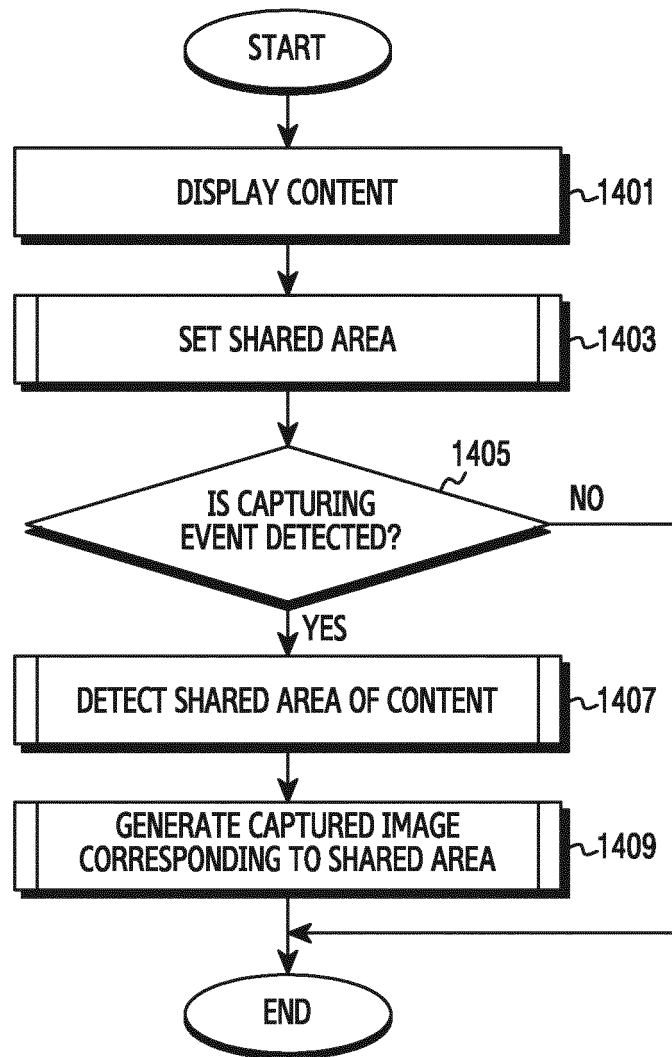 START
DISPLAY CONTENT
1401
SET SHARED AREA
1403
1405
IS CAPTURING
EVENT DETECTED?
NO
YES
DETECT SHARED AREA OF CONTENT
1407
GENERATE CAPTURED IMAGE
CORRESPONDING TO SHARED AREA
1409
END